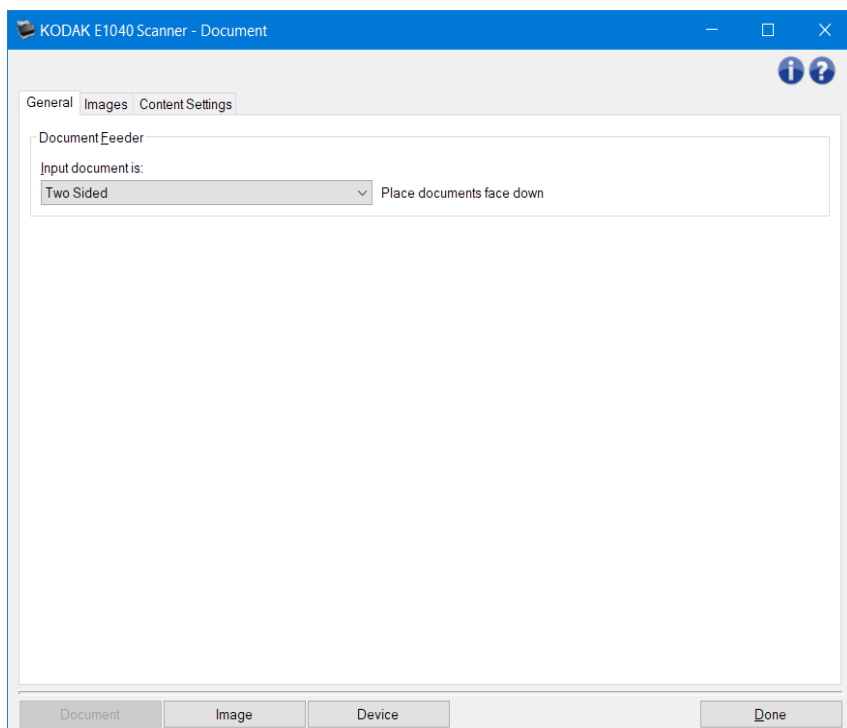 KODAK E1040 Scanner - Document
General Images Content Settings
Document Feeder
Input document is:
Two Sided Place documents face down
Document Image Device Done